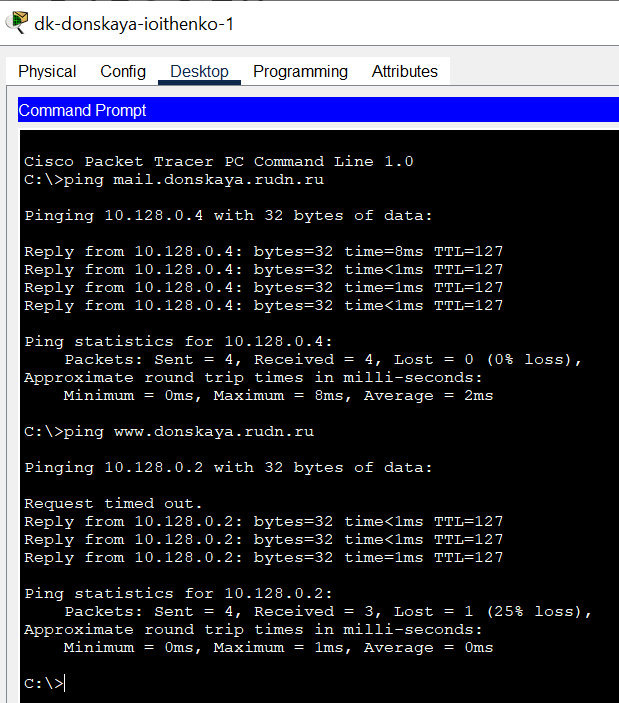 dk-donskaya-ioithenko-1
Physical Config Desktop Programming Attributes
Command Prompt
Cisco Packet Tracer PC Command Line 1.0
C:\>ping mail.donskaya.rudn.ru
Pinging 10.128.0.4 with 32 bytes of data:
Reply from 10.128.0.4: bytes=32 time=8ms TTL=127
Reply from 10.128.0.4: bytes=32 time<1ms TTL=127
Reply from 10.128.0.4: bytes=32 time=1ms TTL=127
Reply from 10.128.0.4: bytes=32 time<1ms TTL=127
Ping statistics for 10.128.0.4:
    Packets: Sent = 4, Received = 4, Lost = 0 (0% loss),
Approximate round trip times in milli-seconds:
    Minimum = 0ms, Maximum = 8ms, Average = 2ms
C:\>ping www.donskaya.rudn.ru
Pinging 10.128.0.2 with 32 bytes of data:
Request timed out.
Reply from 10.128.0.2: bytes=32 time<1ms TTL=127
Reply from 10.128.0.2: bytes=32 time<1ms TTL=127
Reply from 10.128.0.2: bytes=32 time=1ms TTL=127
Ping statistics for 10.128.0.2:
    Packets: Sent = 4, Received = 3, Lost = 1 (25% loss),
Approximate round trip times in milli-seconds:
    Minimum = 0ms, Maximum = 1ms, Average = 0ms
C:\>